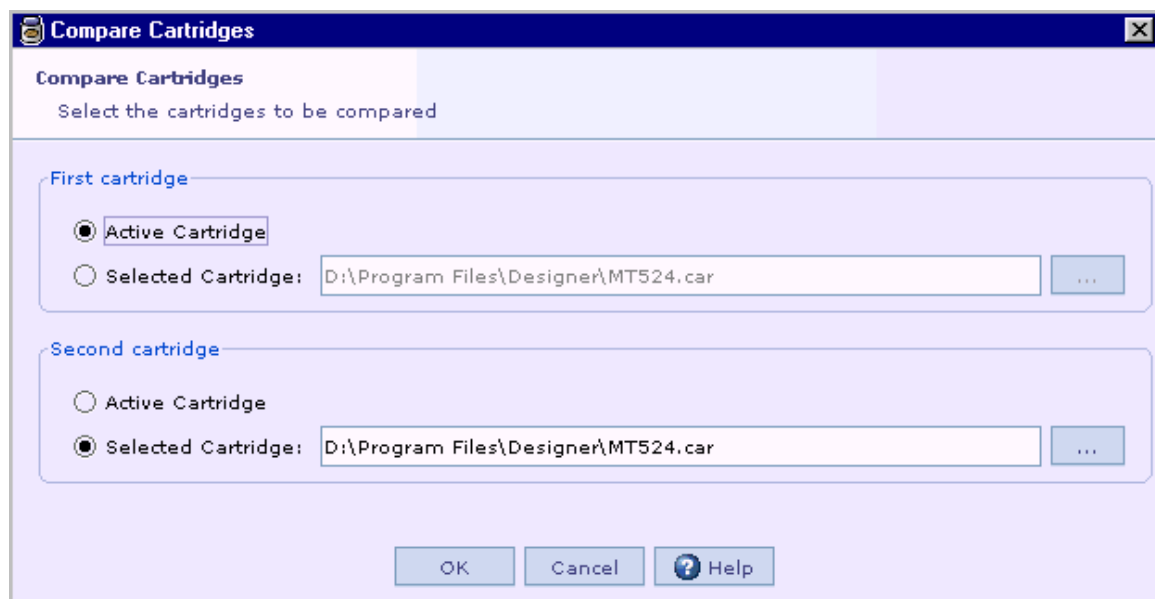 Compare Cartridges
Compare Cartridges
Select the cartridges to be compared
First cartridge
Active Cartridge
Selected Cartridge: D:\Program Files\Designer\MT524.car ...
Second cartridge
Active Cartridge
Selected Cartridge: D:\Program Files\Designer\MT524.car ...
OK Cancel ? Help